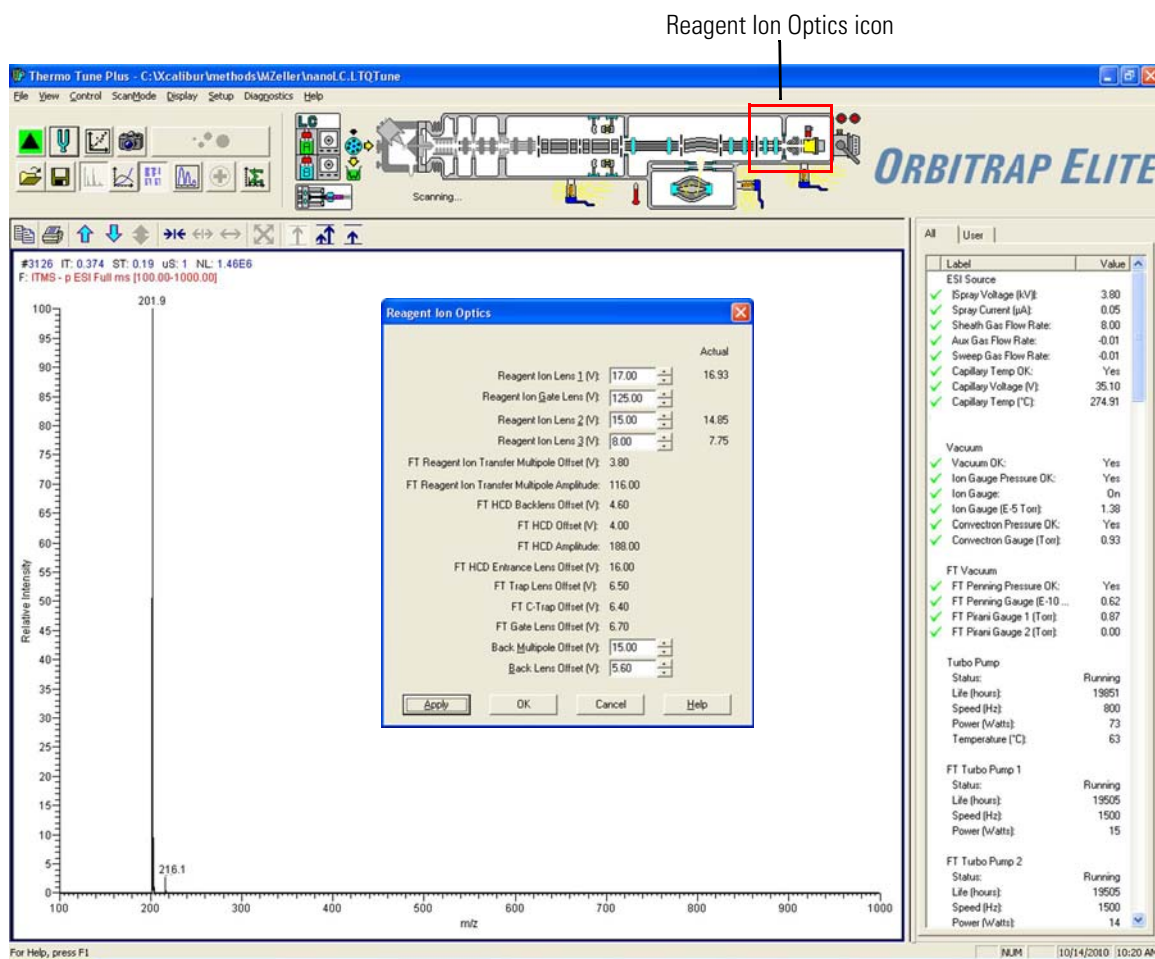 Reagent Ion Optics icon
Thermo Tune Plus - C:\Xcalibur\methods\MZeller\nanoLC.LTQTune
File View Control ScanMode Display Setup Diagnostics Help
LC
Scanning...
ORBITRAP ELITE
#3126 IT: 0.374 ST: 0.19 uS: 1 NL: 1.46E6
F: ITMS - p ESI Full ms [100.00-1000.00]
201.9
216.1
Relative Intensity
100
95
90
85
80
75
70
65
60
55
50
45
40
35
30
25
20
15
10
5
0
100 200 300 400 500 600 700 800 900 1000
m/z
Reagent Ion Optics
Actual
Reagent Ion Lens 1 (V): 17.00 16.93
Reagent Ion Gate Lens (V): 125.00
Reagent Ion Lens 2 (V): 15.00 14.85
Reagent Ion Lens 3 (V): 8.00 7.75
FT Reagent Ion Transfer Multipole Offset (V): 3.80
FT Reagent Ion Transfer Multipole Amplitude: 116.00
FT HCD Backlens Offset (V): 4.60
FT HCD Offset (V): 4.00
FT HCD Amplitude: 188.00
FT HCD Entrance Lens Offset (V): 16.00
FT Trap Lens Offset (V): 6.50
FT C-Trap Offset (V): 6.40
FT Gate Lens Offset (V): 6.70
Back Multipole Offset (V): 15.00
Back Lens Offset (V): 5.60
Apply OK Cancel Help
All User
Label Value
ESI Source
ISpray Voltage (kV): 3.80
Spray Current (µA): 0.05
Sheath Gas Flow Rate: 8.00
Aux Gas Flow Rate: -0.01
Sweep Gas Flow Rate: -0.01
Capillary Temp OK: Yes
Capillary Voltage (V): 35.10
Capillary Temp (°C): 274.91
Vacuum
Vacuum OK: Yes
Ion Gauge Pressure OK: Yes
Ion Gauge: On
Ion Gauge (E-5 Torr): 1.38
Convectron Pressure OK: Yes
Convectron Gauge (Torr): 0.93
FT Vacuum
FT Penning Pressure OK: Yes
FT Penning Gauge (E-10 ... 0.62
FT Pirani Gauge 1 (Torr): 0.87
FT Pirani Gauge 2 (Torr): 0.00
Turbo Pump
Status: Running
Life (hours): 19851
Speed (Hz): 800
Power (Watts): 73
Temperature (°C): 63
FT Turbo Pump 1
Status: Running
Life (hours): 19505
Speed (Hz): 1500
Power (Watts): 15
FT Turbo Pump 2
Status: Running
Life (hours): 19505
Speed (Hz): 1500
Power (Watts): 14
For Help, press F1
NUM 10/14/2010 10:20 AM